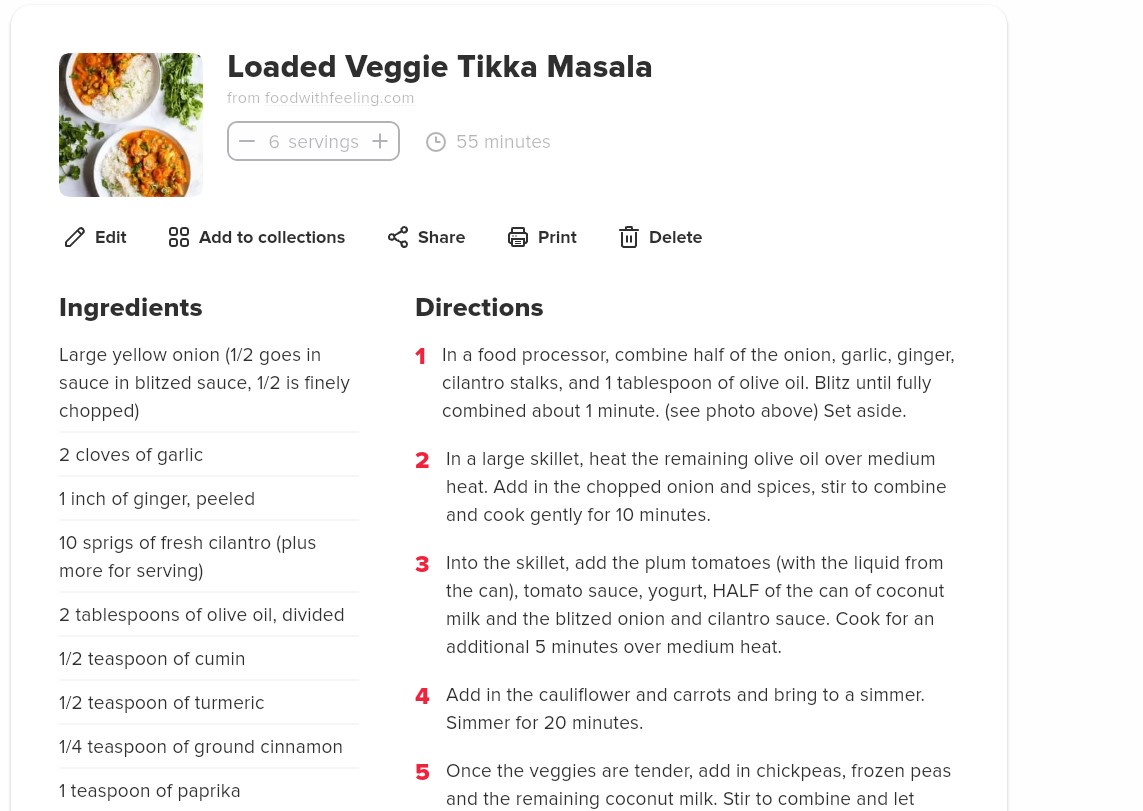 Loaded Veggie Tikka Masala
from foodwithfeeling.com
6 servings
55 minutes
Edit
Add to collections
Share
Print
Delete
Ingredients
Large yellow onion (1/2 goes in
sauce in blitzed sauce, 1/2 is finely
chopped)
2 cloves of garlic
1 inch of ginger, peeled
10 sprigs of fresh cilantro (plus
more for serving)
2 tablespoons of olive oil, divided
1/2 teaspoon of cumin
1/2 teaspoon of turmeric
1/4 teaspoon of ground cinnamon
1 teaspoon of paprika
Directions
1 In a food processor, combine half of the onion, garlic, ginger,
cilantro stalks, and 1 tablespoon of olive oil. Blitz until fully
combined about 1 minute. (see photo above) Set aside.
2 In a large skillet, heat the remaining olive oil over medium
heat. Add in the chopped onion and spices, stir to combine
and cook gently for 10 minutes.
3 Into the skillet, add the plum tomatoes (with the liquid from
the can), tomato sauce, yogurt, HALF of the can of coconut
milk and the blitzed onion and cilantro sauce. Cook for an
additional 5 minutes over medium heat.
4 Add in the cauliflower and carrots and bring to a simmer.
Simmer for 20 minutes.
5 Once the veggies are tender, add in chickpeas, frozen peas
and the remaining coconut milk. Stir to combine and let